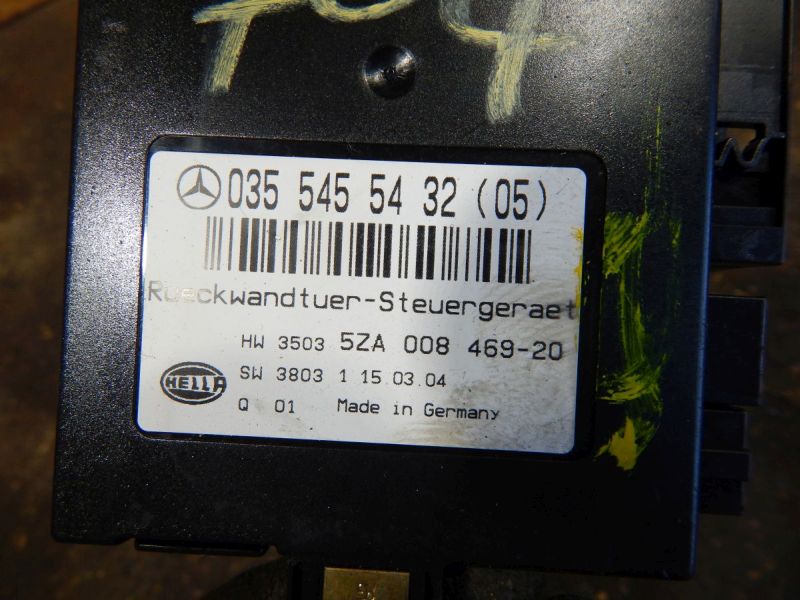 704
035 545 54 32 (05)
Rueckwandtuer-Steuergeraet
HW 3503 5ZA 008 469-20
HELLA
SW 3803 1 15.03.04
Q 01 Made in Germany